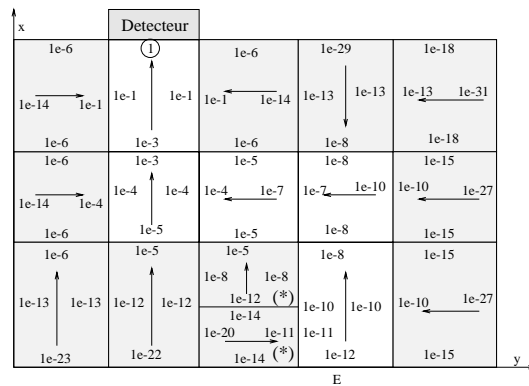 x
Detecteur
1e-6 1 1e-6 1e-29 1e-18
1e-1 1e-1 1e-13 1e-13 1e-13 1e-31
1e-14 1e-1 1e-1 1e-14
1e-6 1e-3 1e-6 1e-8 1e-18
1e-6 1e-3 1e-5 1e-8 1e-15
1e-14 1e-4 1e-4 1e-4 1e-4 1e-7 1e-7 1e-10 1e-10 1e-27
1e-6 1e-5 1e-5 1e-8 1e-15
1e-6 1e-5 1e-5 1e-8 1e-15
1e-8 1e-8
1e-13 1e-13 1e-12 1e-12 1e-12 (*) 1e-10 1e-10 1e-10 1e-27
1e-14
1e-20 1e-11 1e-11
1e-23 1e-22 1e-14 (*) 1e-12 1e-15
y
E